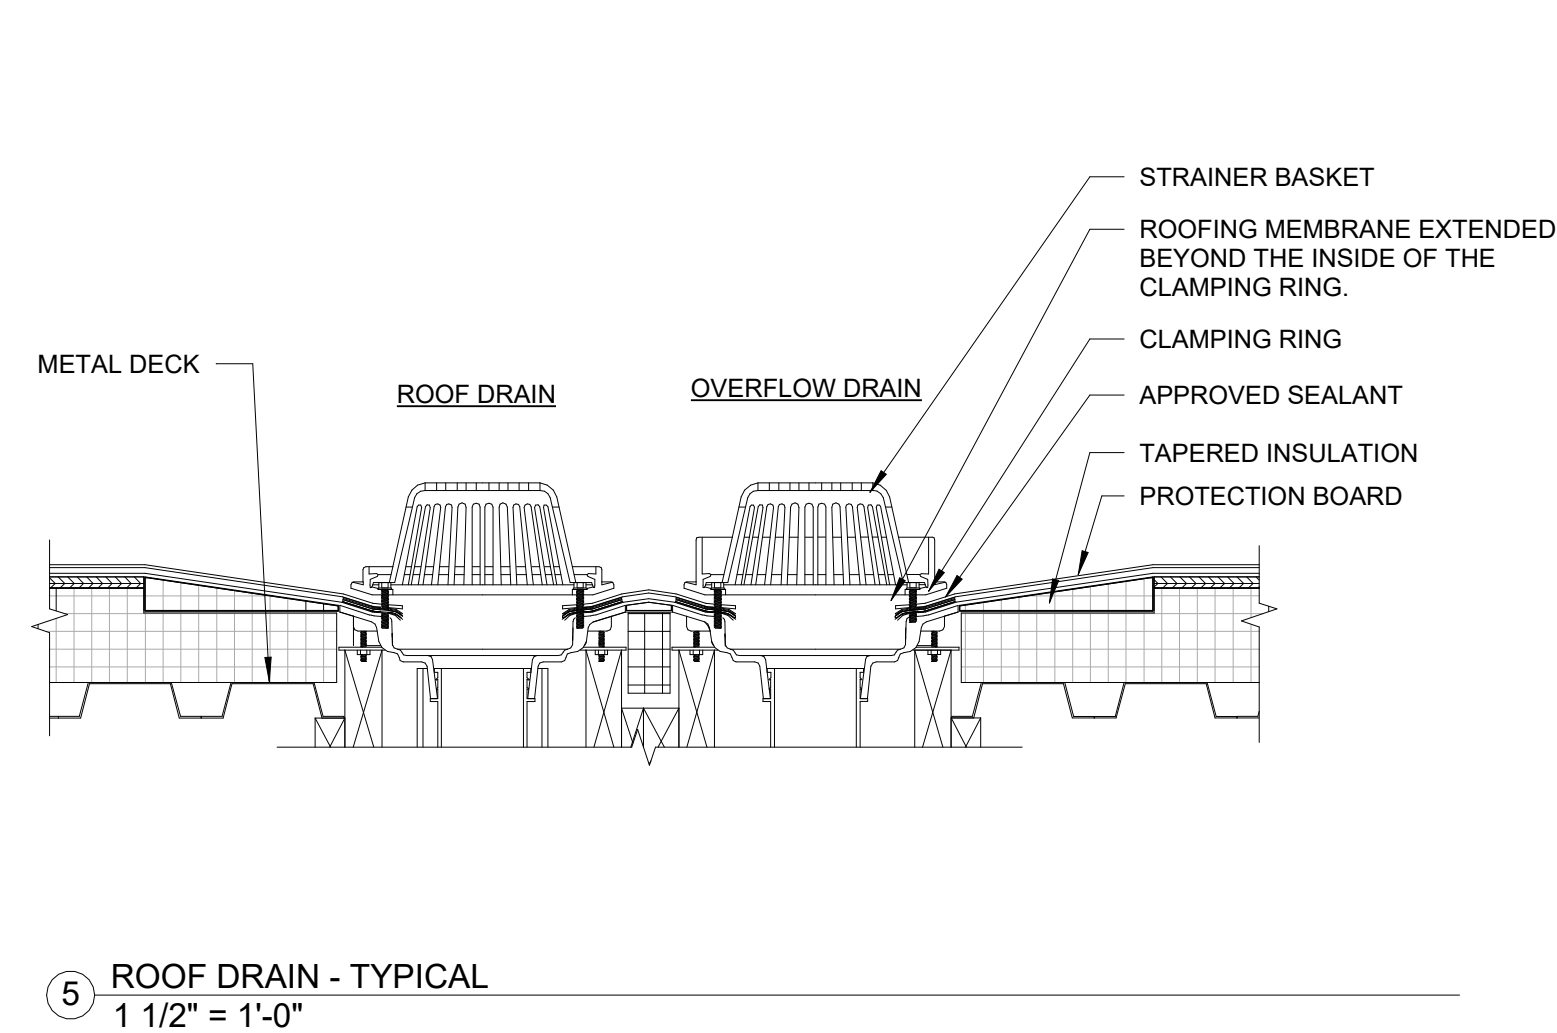 STRAINER BASKET
ROOFING MEMBRANE EXTENDED
BEYOND THE INSIDE OF THE
CLAMPING RING.
CLAMPING RING
METAL DECK
ROOF DRAIN
OVERFLOW DRAIN
APPROVED SEALANT
TAPERED INSULATION
PROTECTION BOARD
5
ROOF DRAIN - TYPICAL
1 1/2" = 1'-0"